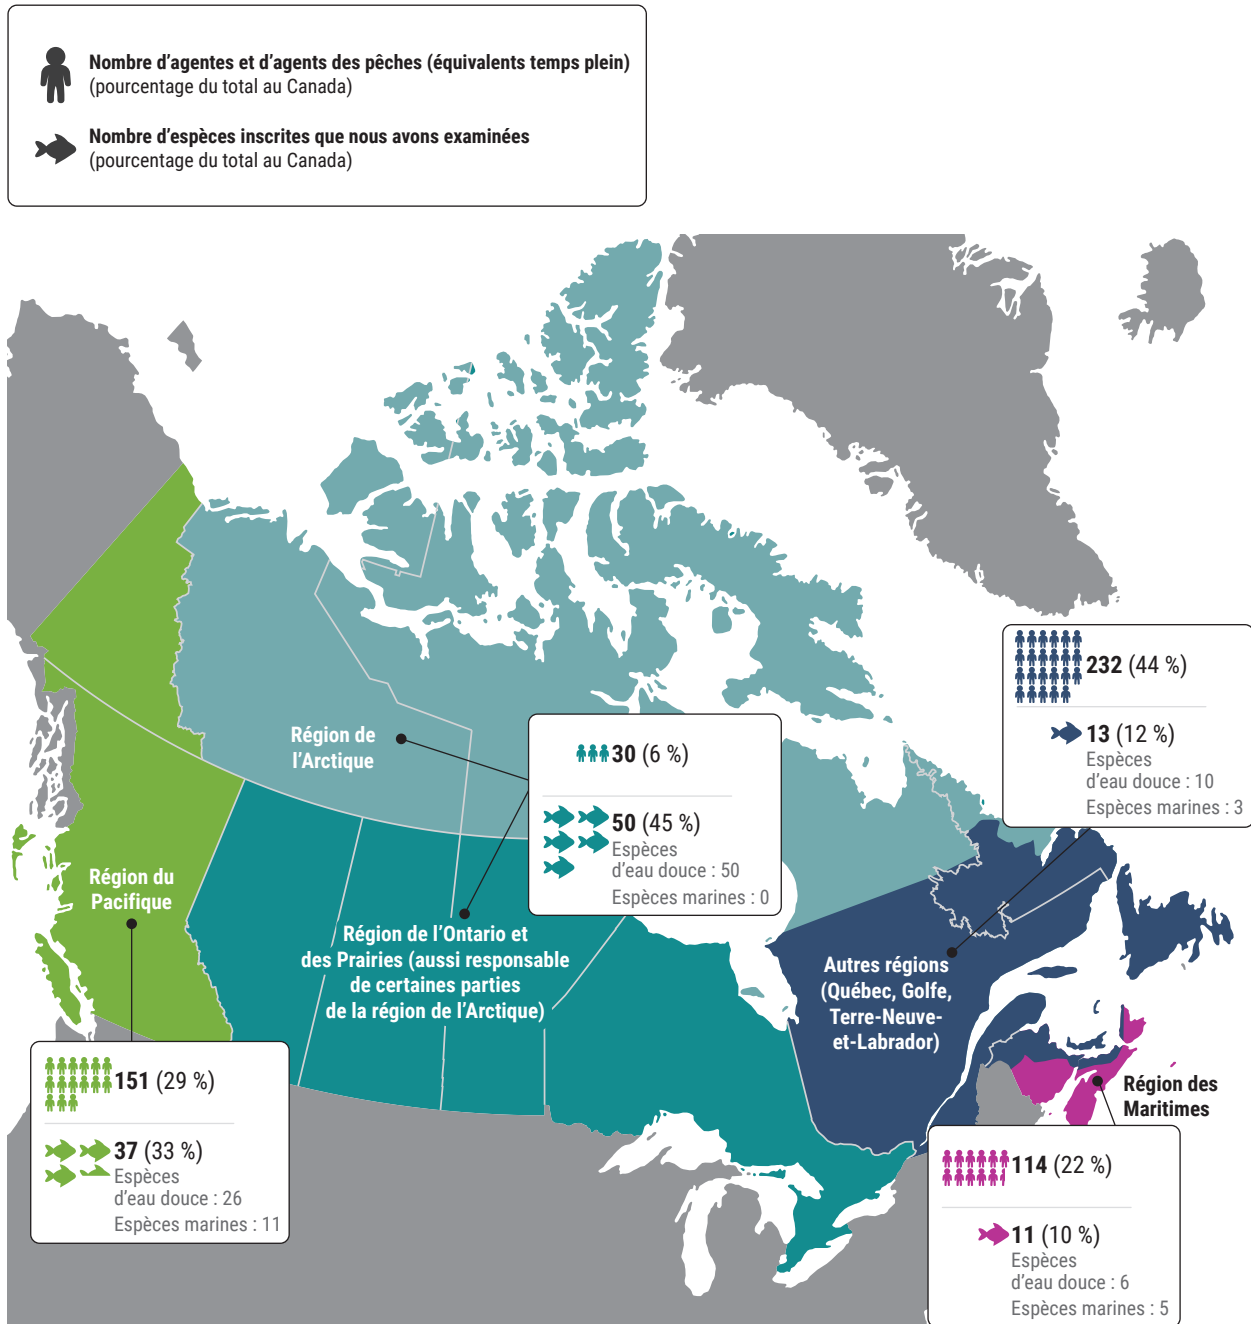 Nombre d’agentes et d’agents des pêches (équivalents temps plein)
(pourcentage du total au Canada)
Nombre d’espèces inscrites que nous avons examinées
(pourcentage du total au Canada)
232 (44 %)
13 (12 %)
Espèces
d’eau douce : 10
Espèces marines : 3
Région de
l’Arctique
30 (6 %)
50 (45 %)
Espèces
d’eau douce : 50
Espèces marines : 0
Région du
Pacifique
Région de l’Ontario et
des Prairies (aussi responsable
de certaines parties
de la région de l’Arctique)
Autres régions
(Québec, Golfe,
Terre-Neuve-
et-Labrador)
151 (29 %)
37 (33 %)
Espèces
d’eau douce : 26
Espèces marines : 11
Région des
Maritimes
114 (22 %)
11 (10 %)
Espèces
d’eau douce : 6
Espèces marines : 5